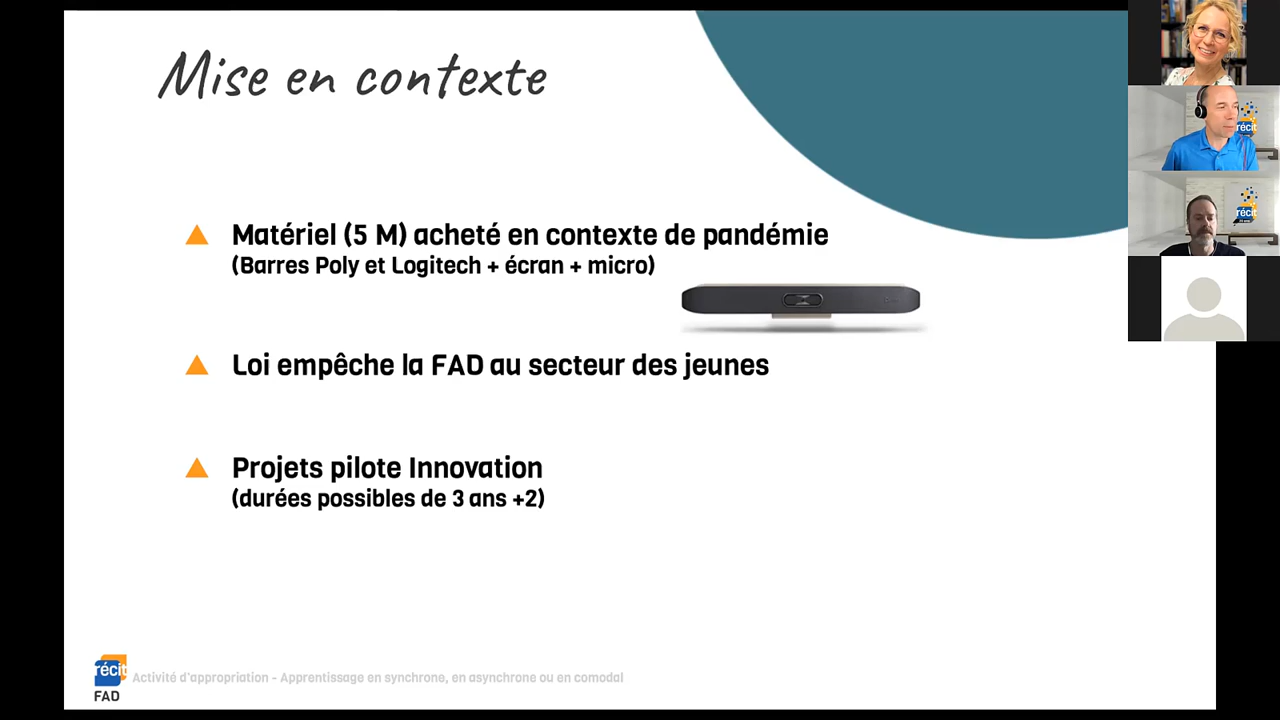 Mise en contexte
Matériel (5 M) acheté en contexte de pandémie
(Barres Poly et Logitech + écran + micro)
Loi empêche la FAD au secteur des jeunes
Projets pilote Innovation
(durées possibles de 3 ans +2)
récit
FAD
Activité d'appropriation - Apprentissage en synchrone, en asynchrone ou en comodal
récit
récit